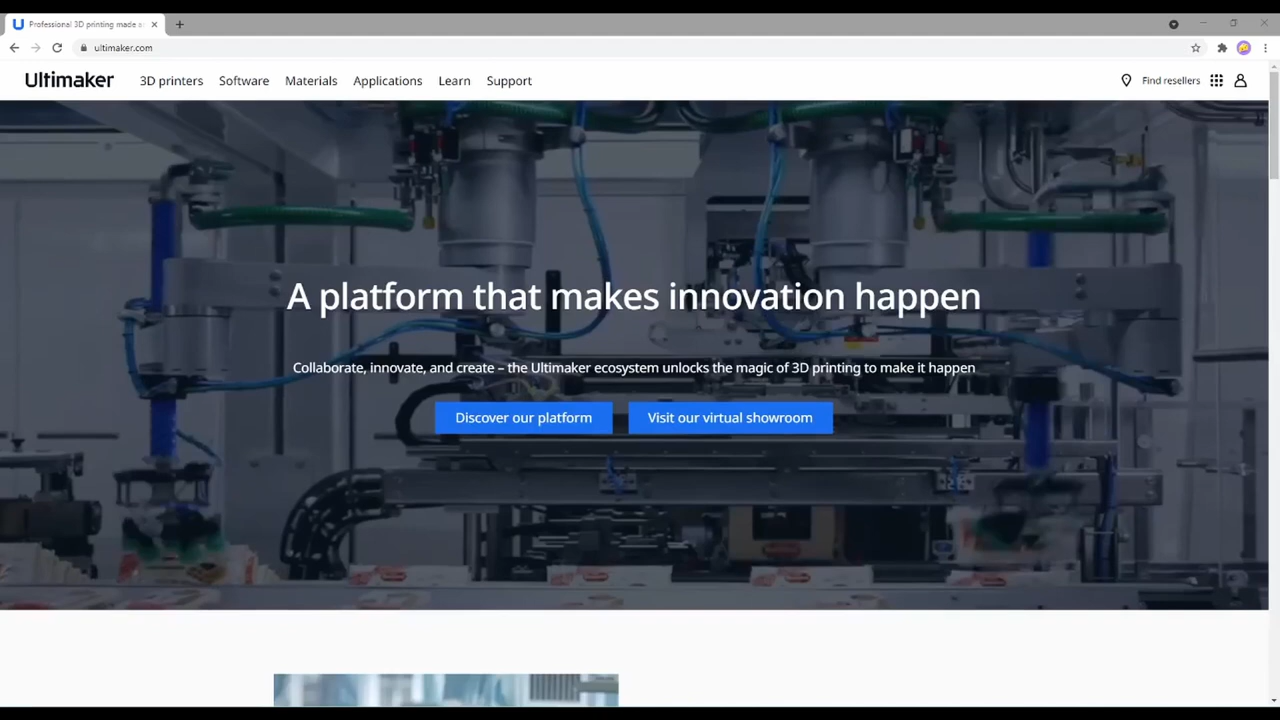 Professional 3D printing made a
ultimaker.com
Ultimaker
3D printers
Software
Materials
Applications
Learn
Support
Find resellers
A platform that makes innovation happen
Collaborate, innovate, and create – the Ultimaker ecosystem unlocks the magic of 3D printing to make it happen
Discover our platform
Visit our virtual showroom